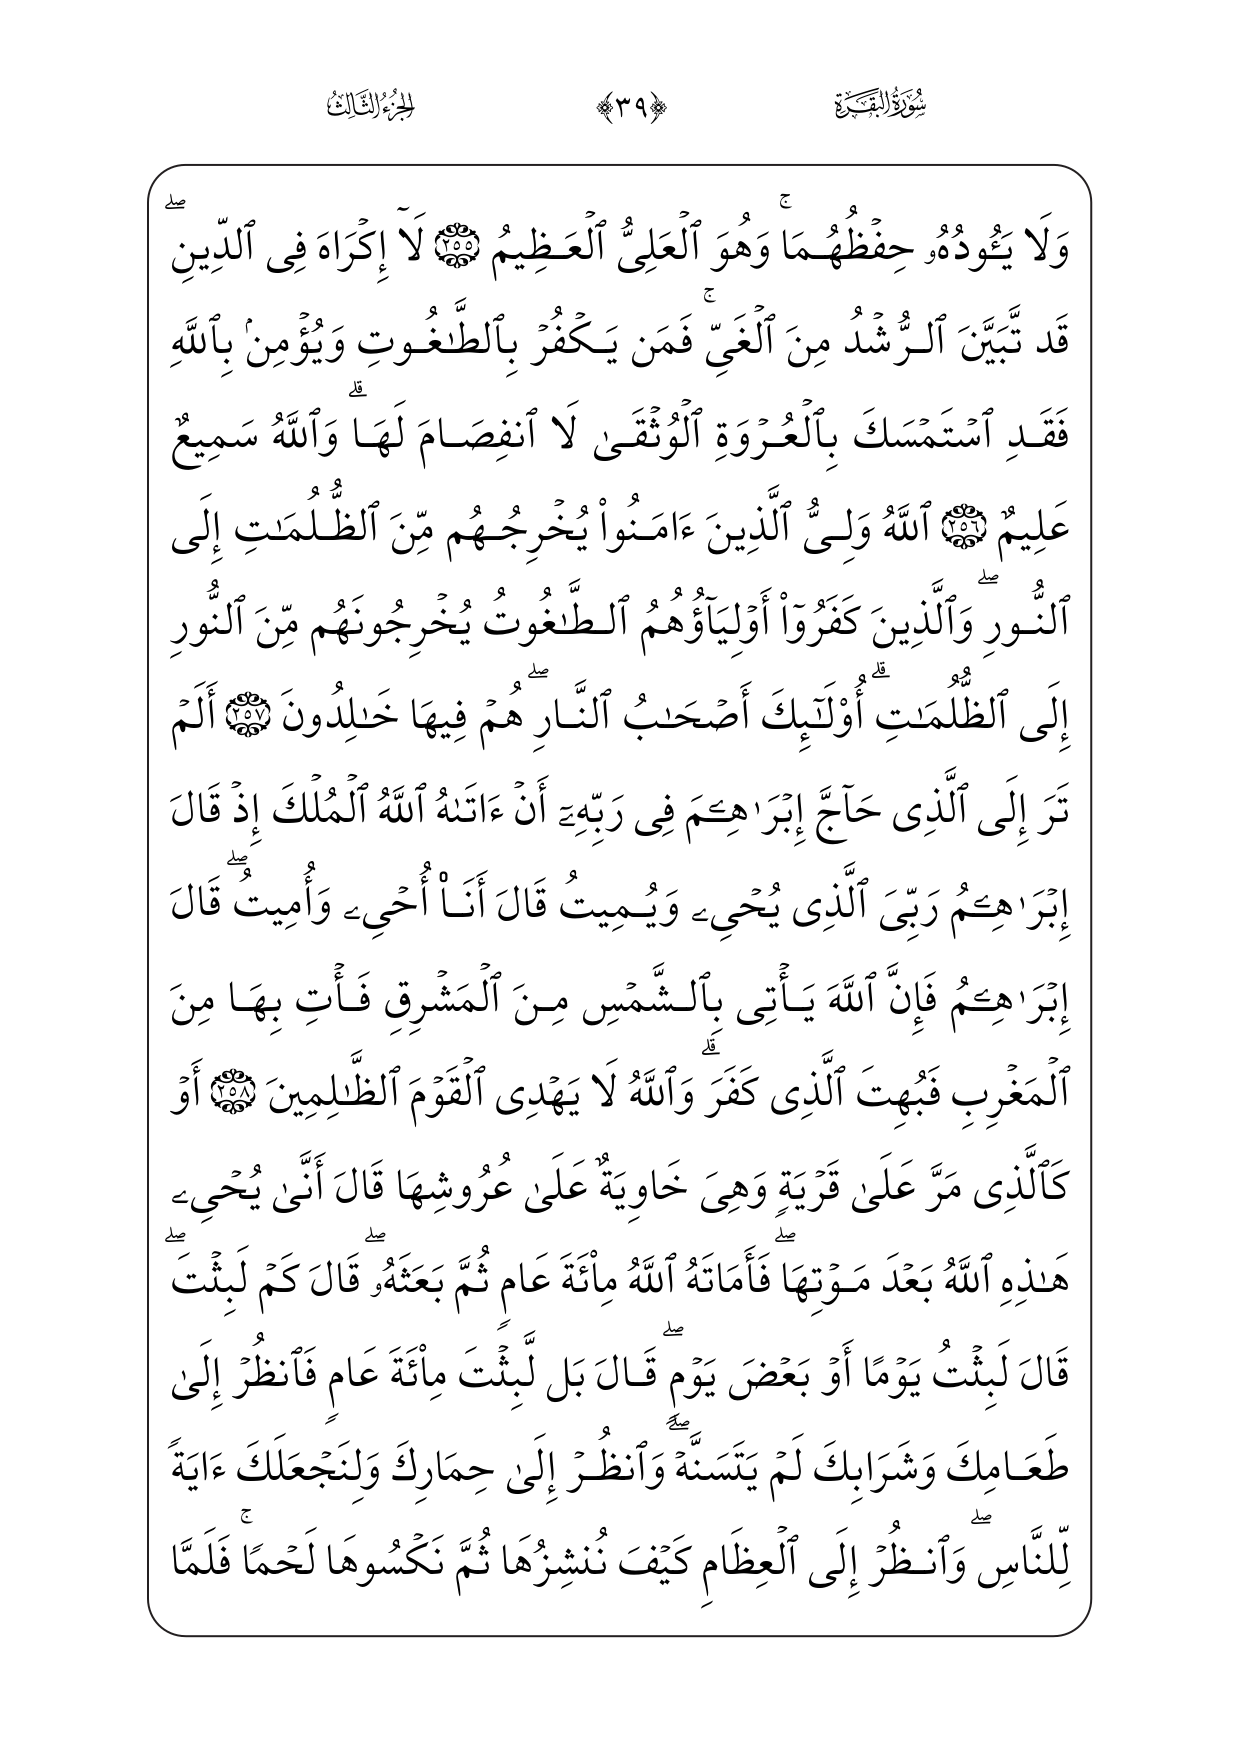 سُورَةُ البَقَرَةِ ﴿٣٩﴾ الجُزْءُ الثَّالِثُ
وَلَا يَـُٔودُهُۥ حِفۡظُهُمَاۚ وَهُوَ ٱلۡعَلِيُّ ٱلۡعَظِيمُ ٢٥٥ لَآ إِكۡرَاهَ فِي ٱلدِّينِۖ
قَد تَّبَيَّنَ ٱلرُّشۡدُ مِنَ ٱلۡغَيِّۚ فَمَن يَكۡفُرۡ بِٱلطَّٰغُوتِ وَيُؤۡمِنۢ بِٱللَّهِ
فَقَدِ ٱسۡتَمۡسَكَ بِٱلۡعُرۡوَةِ ٱلۡوُثۡقَىٰ لَا ٱنفِصَامَ لَهَاۗ وَٱللَّهُ سَمِيعٌ
عَلِيمٌ ٢٥٦ ٱللَّهُ وَلِيُّ ٱلَّذِينَ ءَامَنُواْ يُخۡرِجُهُم مِّنَ ٱلظُّلُمَٰتِ إِلَى
ٱلنُّورِۖ وَٱلَّذِينَ كَفَرُوٓاْ أَوۡلِيَآؤُهُمُ ٱلطَّٰغُوتُ يُخۡرِجُونَهُم مِّنَ ٱلنُّورِ
إِلَى ٱلظُّلُمَٰتِۗ أُوْلَٰٓئِكَ أَصۡحَٰبُ ٱلنَّارِۖ هُمۡ فِيهَا خَٰلِدُونَ ٢٥٧ أَلَمۡ
تَرَ إِلَى ٱلَّذِي حَآجَّ إِبۡرَٰهِـۧمَ فِي رَبِّهِۦٓ أَنۡ ءَاتَىٰهُ ٱللَّهُ ٱلۡمُلۡكَ إِذۡ قَالَ
إِبۡرَٰهِـۧمُ رَبِّيَ ٱلَّذِي يُحۡيِۦ وَيُمِيتُ قَالَ أَنَا۠ أُحۡيِۦ وَأُمِيتُۖ قَالَ
إِبۡرَٰهِـۧمُ فَإِنَّ ٱللَّهَ يَأۡتِي بِٱلشَّمۡسِ مِنَ ٱلۡمَشۡرِقِ فَأۡتِ بِهَا مِنَ
ٱلۡمَغۡرِبِ فَبُهِتَ ٱلَّذِي كَفَرَۗ وَٱللَّهُ لَا يَهۡدِي ٱلۡقَوۡمَ ٱلظَّٰلِمِينَ ٢٥٨ أَوۡ
كَٱلَّذِي مَرَّ عَلَىٰ قَرۡيَةٖ وَهِيَ خَاوِيَةٌ عَلَىٰ عُرُوشِهَا قَالَ أَنَّىٰ يُحۡيِۦ
هَٰذِهِ ٱللَّهُ بَعۡدَ مَوۡتِهَاۖ فَأَمَاتَهُ ٱللَّهُ مِاْئَةَ عَامٖ ثُمَّ بَعَثَهُۥۖ قَالَ كَمۡ لَبِثۡتَۖ
قَالَ لَبِثۡتُ يَوۡمًا أَوۡ بَعۡضَ يَوۡمٖۖ قَالَ بَل لَّبِثۡتَ مِاْئَةَ عَامٖ فَٱنظُرۡ إِلَىٰ
طَعَامِكَ وَشَرَابِكَ لَمۡ يَتَسَنَّهۡۖ وَٱنظُرۡ إِلَىٰ حِمَارِكَ وَلِنَجۡعَلَكَ ءَايَةٗ
لِّلنَّاسِۖ وَٱنظُرۡ إِلَى ٱلۡعِظَامِ كَيۡفَ نُنشِزُهَا ثُمَّ نَكۡسُوهَا لَحۡمٗاۚ فَلَمَّا